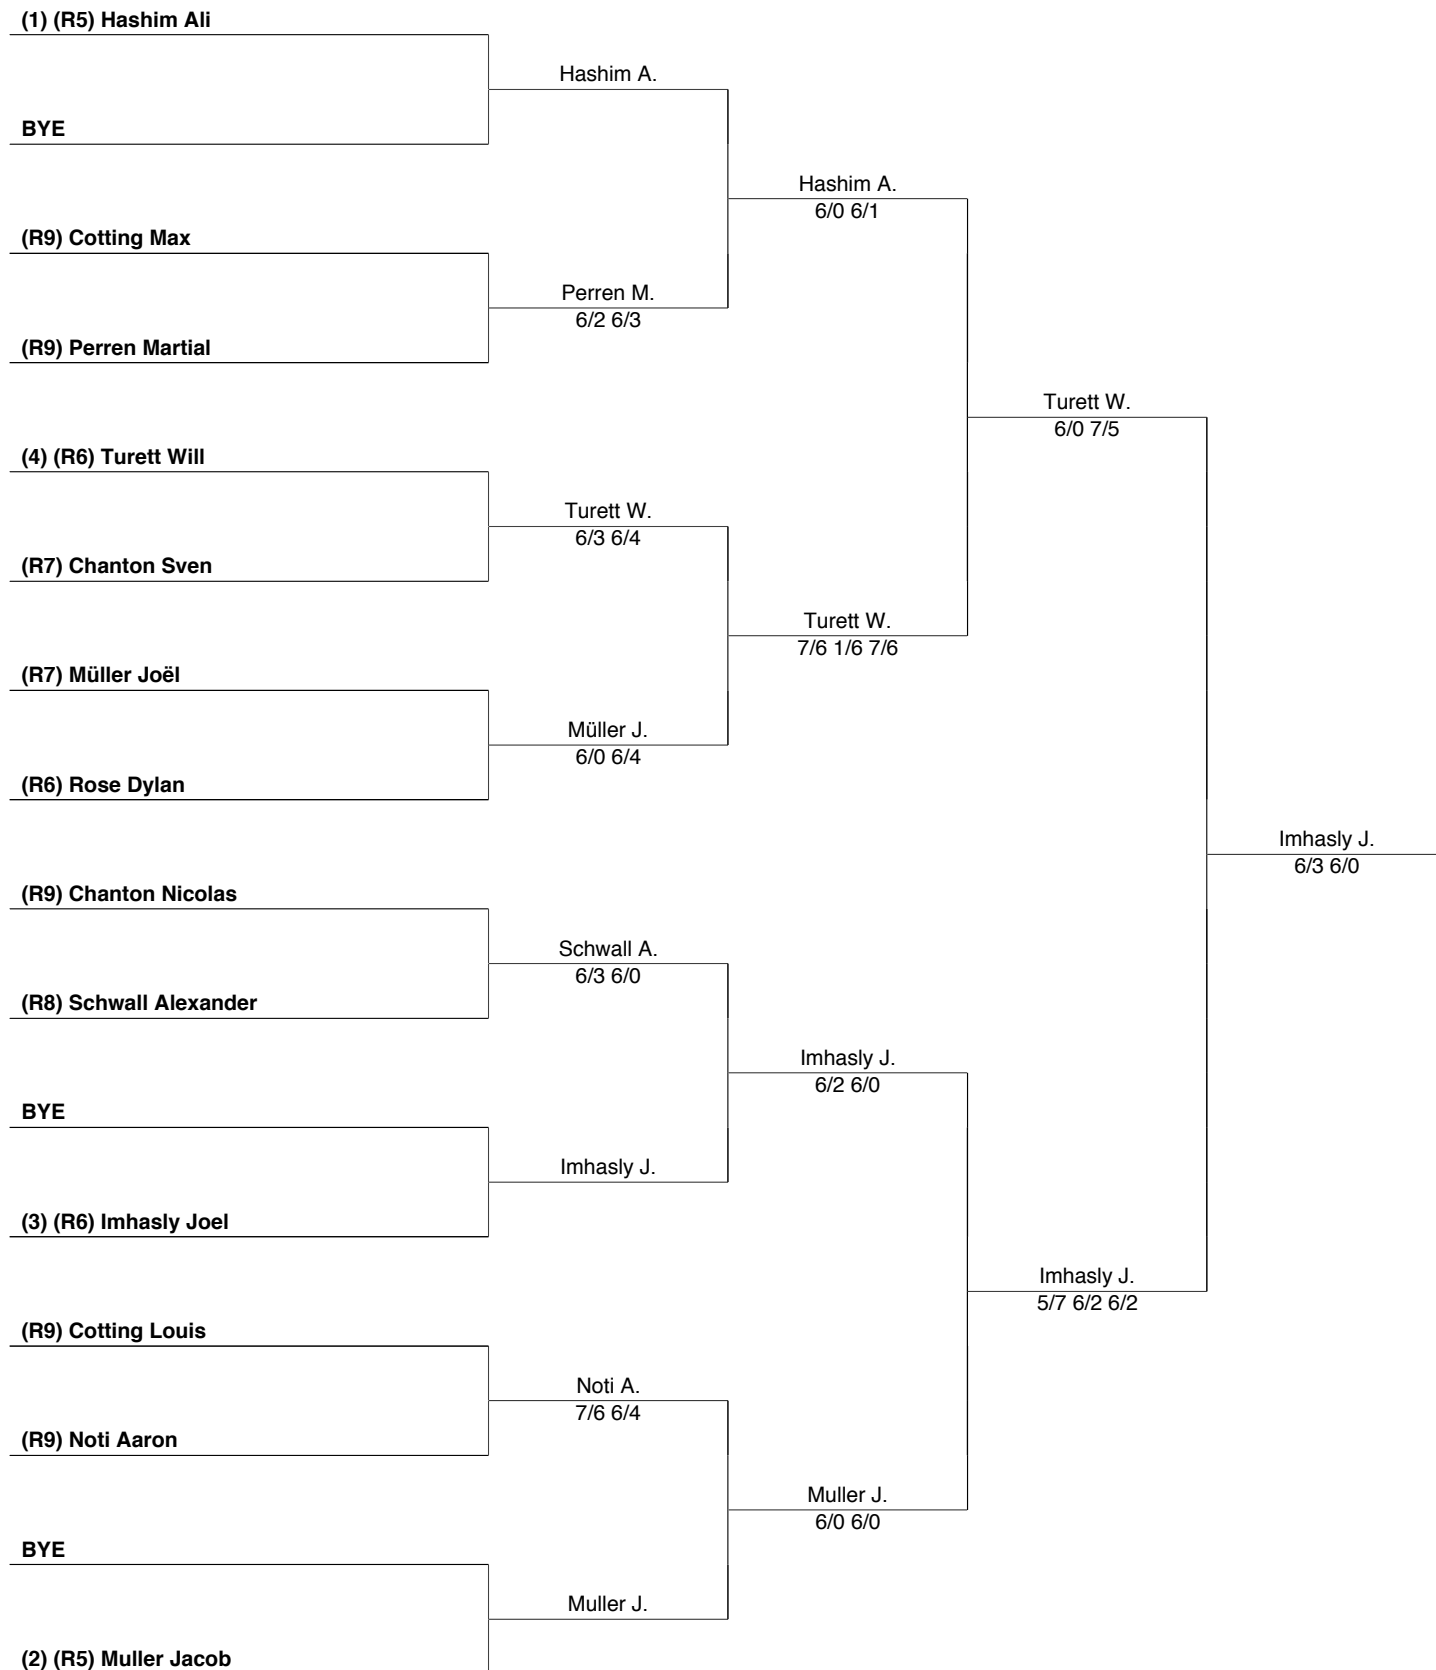 (1) (R5) Hashim Ali
Hashim A.
BYE
Hashim A.
6/0 6/1
(R9) Cotting Max
Perren M.
6/2 6/3
(R9) Perren Martial
Turett W.
6/0 7/5
(4) (R6) Turett Will
Turett W.
6/3 6/4
(R7) Chanton Sven
Turett W.
7/6 1/6 7/6
(R7) Müller Joël
Müller J.
6/0 6/4
(R6) Rose Dylan
Imhasly J.
6/3 6/0
(R9) Chanton Nicolas
Schwall A.
6/3 6/0
(R8) Schwall Alexander
Imhasly J.
6/2 6/0
BYE
Imhasly J.
(3) (R6) Imhasly Joel
Imhasly J.
5/7 6/2 6/2
(R9) Cotting Louis
Noti A.
7/6 6/4
(R9) Noti Aaron
Muller J.
6/0 6/0
BYE
Muller J.
(2) (R5) Muller Jacob